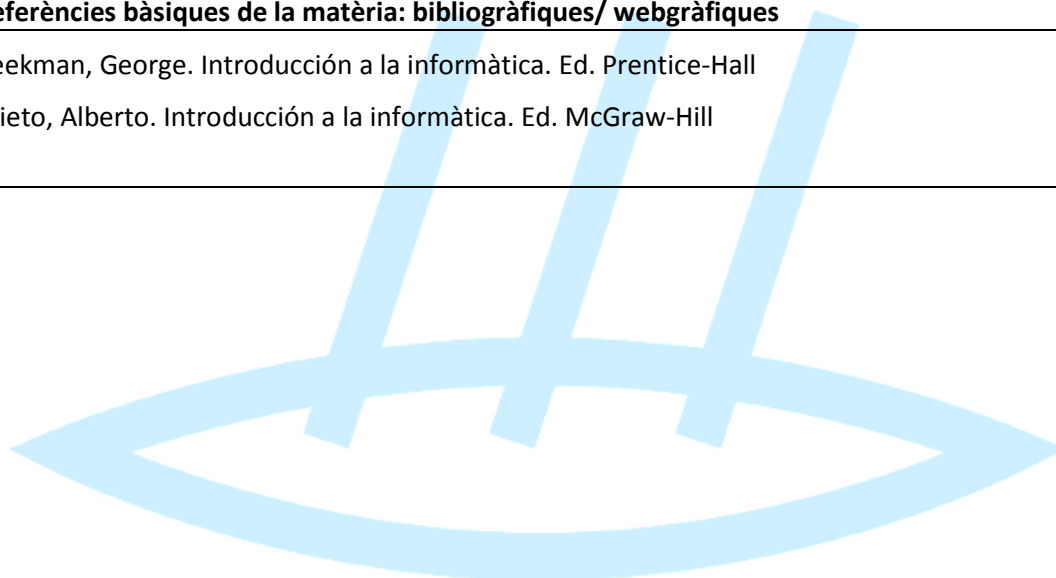 eferències bàsiques de la matèria: bibliogràfiques/ webgràfiques
eekman, George. Introducción a la informàtica. Ed. Prentice-Hall
ieto, Alberto. Introducción a la informàtica. Ed. McGraw-Hill